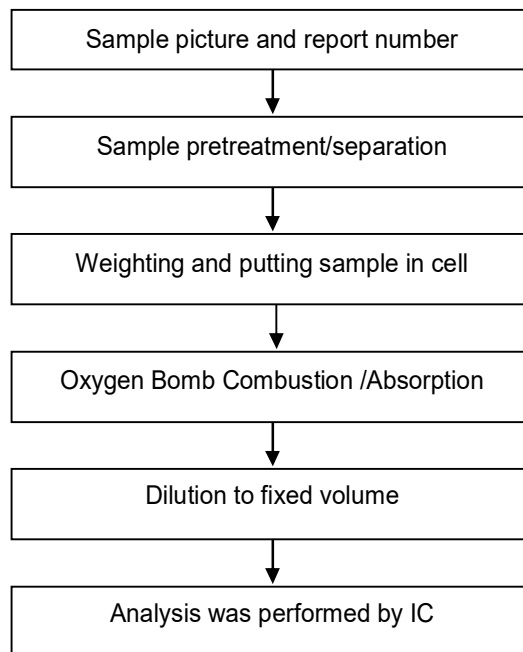 Sample picture and report number
Sample pretreatment/separation
Weighting and putting sample in cell
Oxygen Bomb Combustion /Absorption
Dilution to fixed volume
Analysis was performed by IC